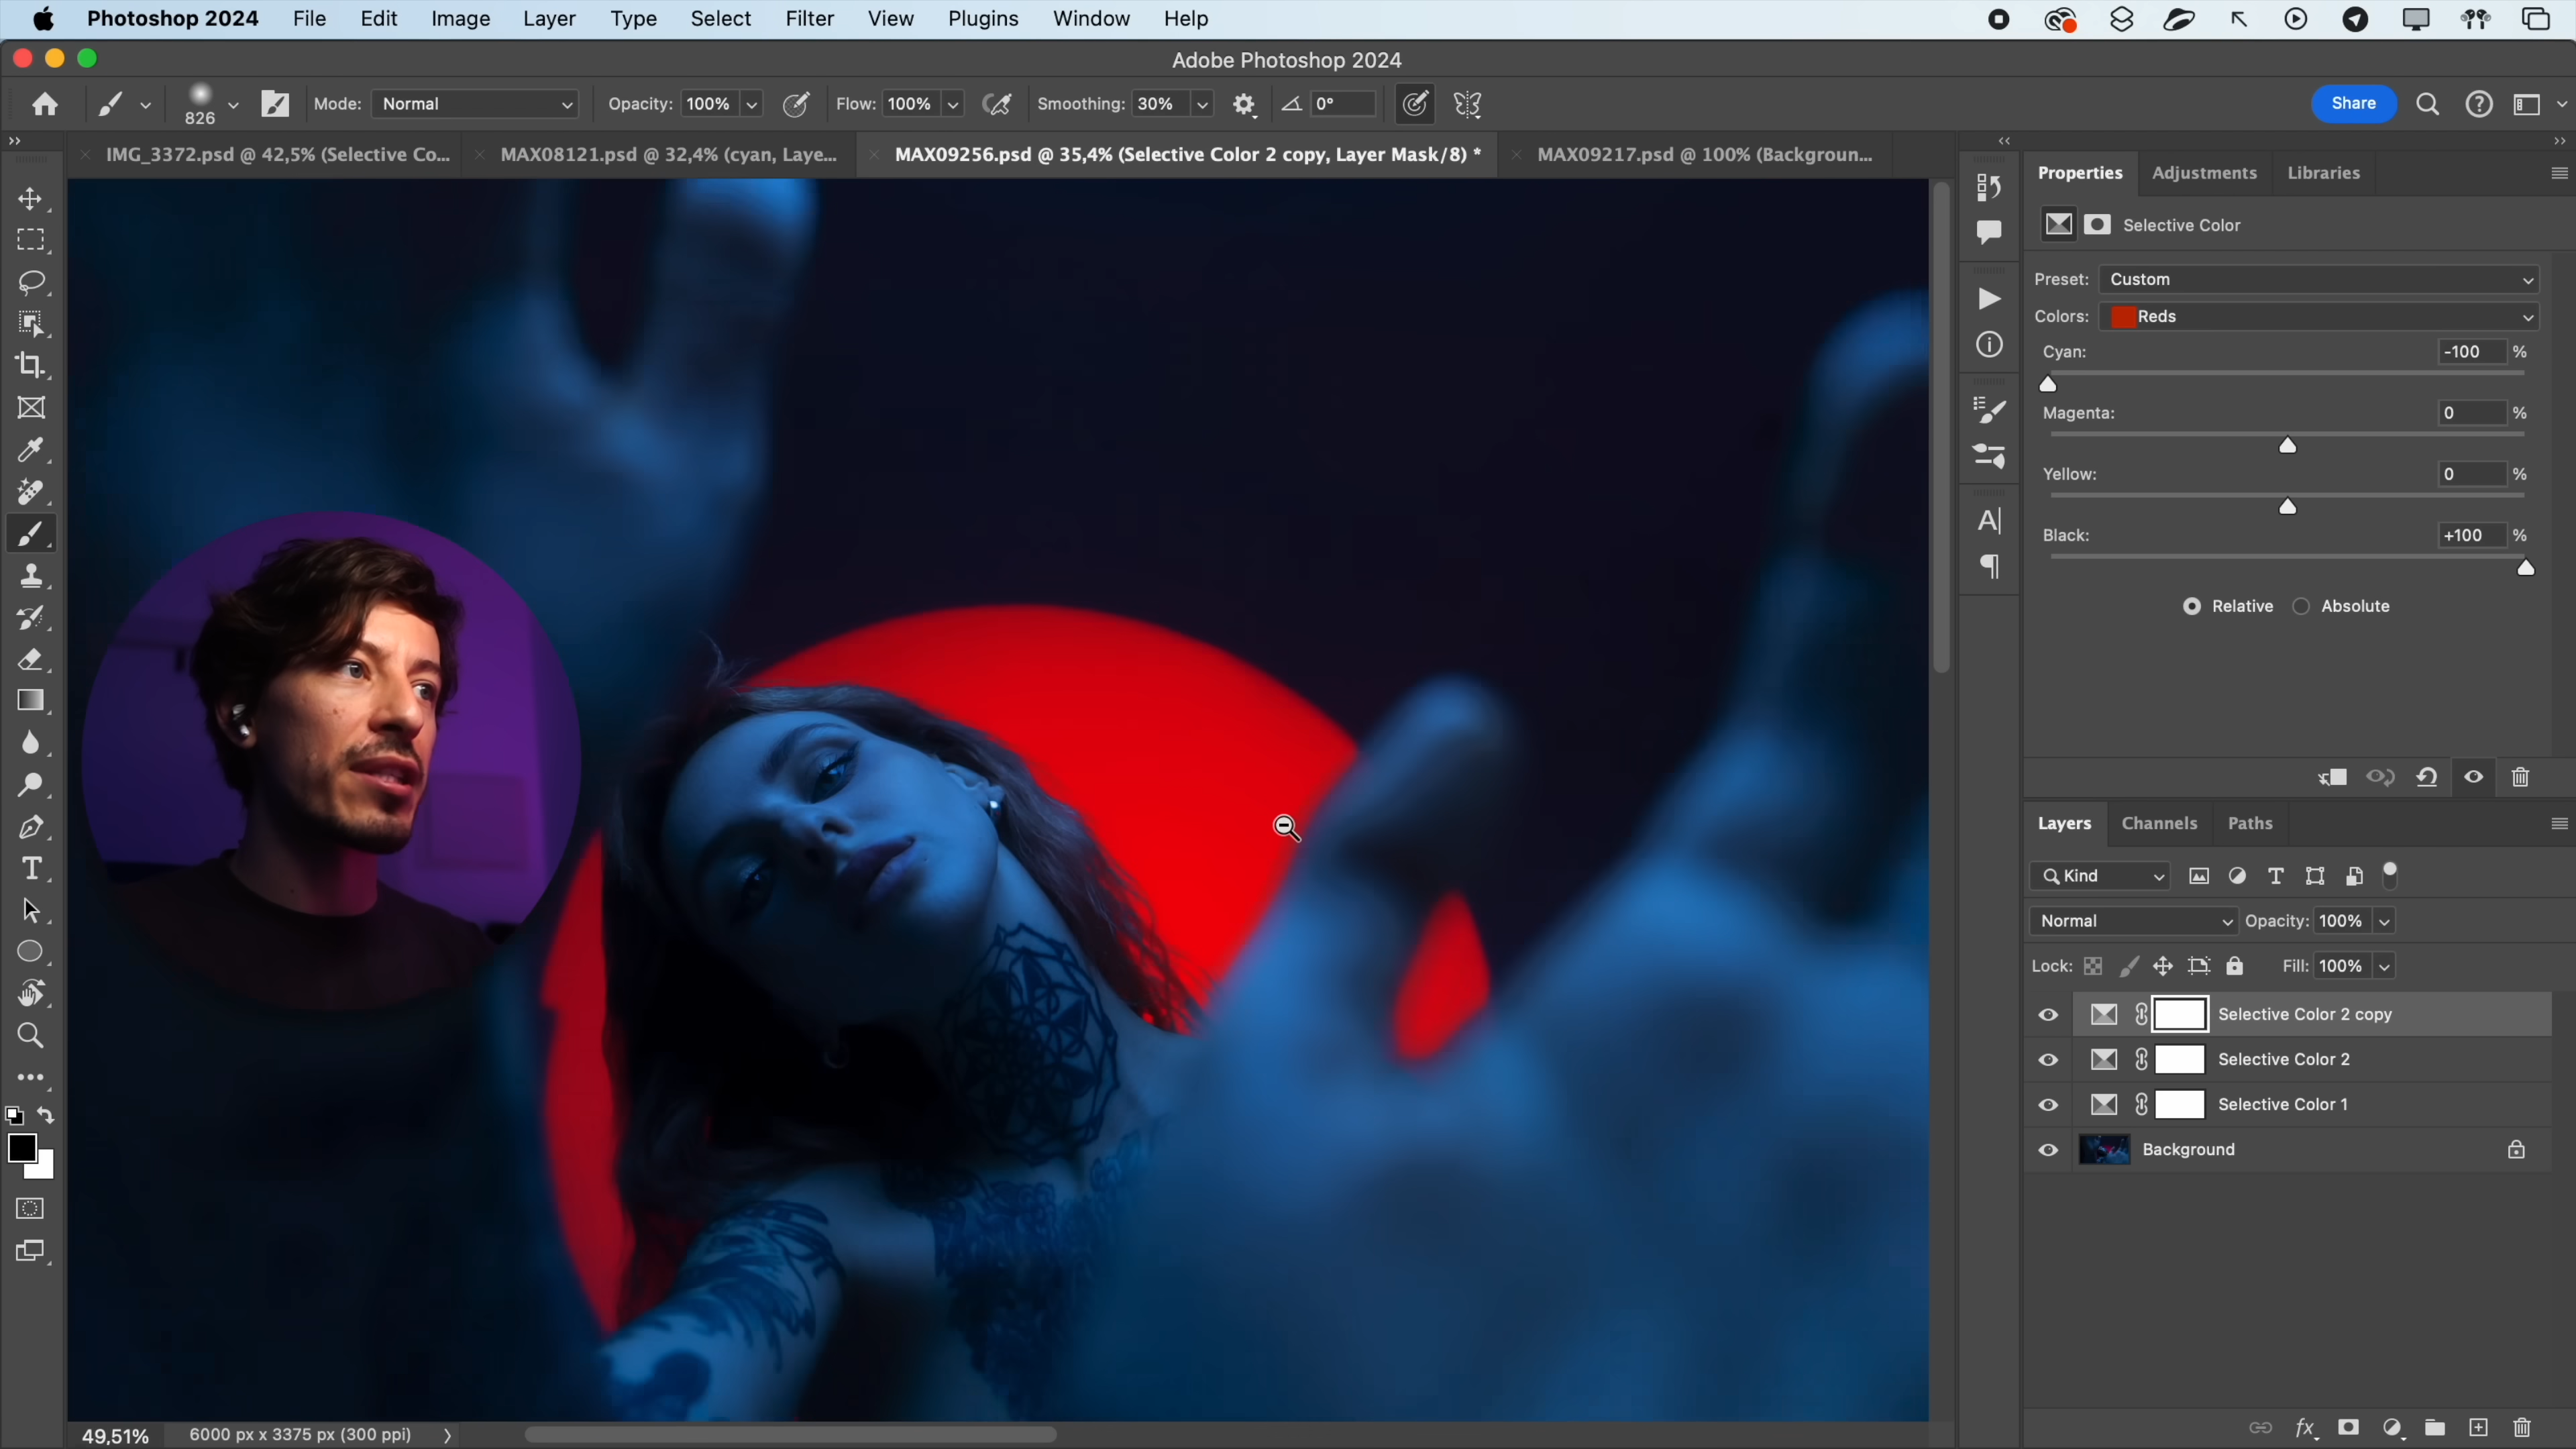 Photoshop 2024 File Edit Image Layer Type Select Filter View Plugins Window Help
Adobe Photoshop 2024
826 Mode: Normal Opacity: 100% Flow: 100% Smoothing: 30% 0° Share
IMG_3372.psd @ 42,5% (Selective Co... MAX08121.psd @ 32,4% (cyan, Laye... MAX09256.psd @ 35,4% (Selective Color 2 copy, Layer Mask/8) * MAX09217.psd @ 100% (Backgroun...
Properties Adjustments Libraries
Selective Color
Preset: Custom
Colors: Reds
Cyan: -100 %
Magenta: 0 %
Yellow: 0 %
Black: +100 %
Relative Absolute
Layers Channels Paths
Kind
Normal Opacity: 100%
Lock: Fill: 100%
Selective Color 2 copy
Selective Color 2
Selective Color 1
Background
49,51% 6000 px x 3375 px (300 ppi)